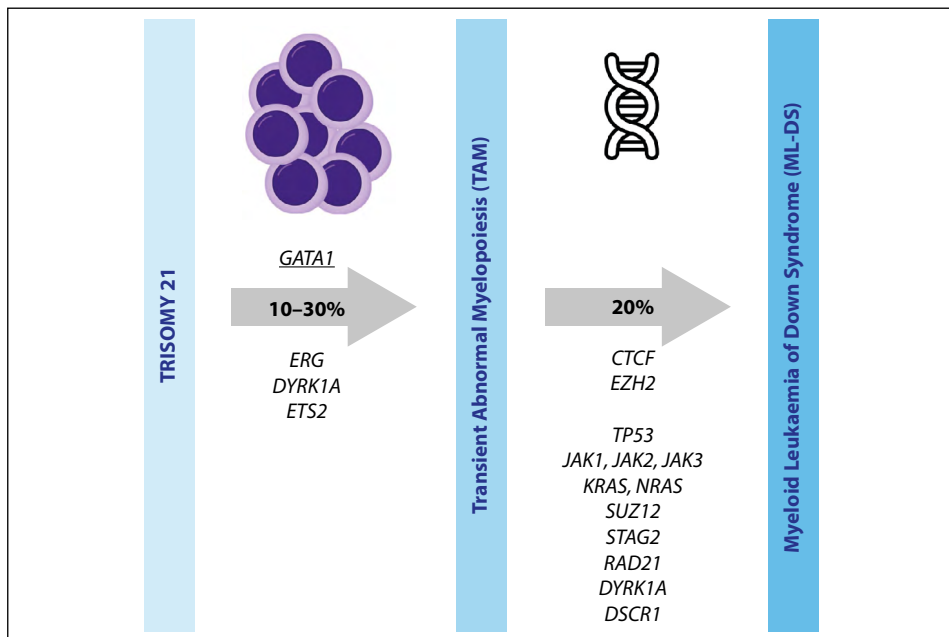 TRISOMY 21
GATA1
10–30%
ERG
DYRK1A
ETS2
Transient Abnormal Myelopoiesis (TAM)
20%
CTCF
EZH2
TP53
JAK1, JAK2, JAK3
KRAS, NRAS
SUZ12
STAG2
RAD21
DYRK1A
DSCR1
Myeloid Leukaemia of Down Syndrome (ML-DS)